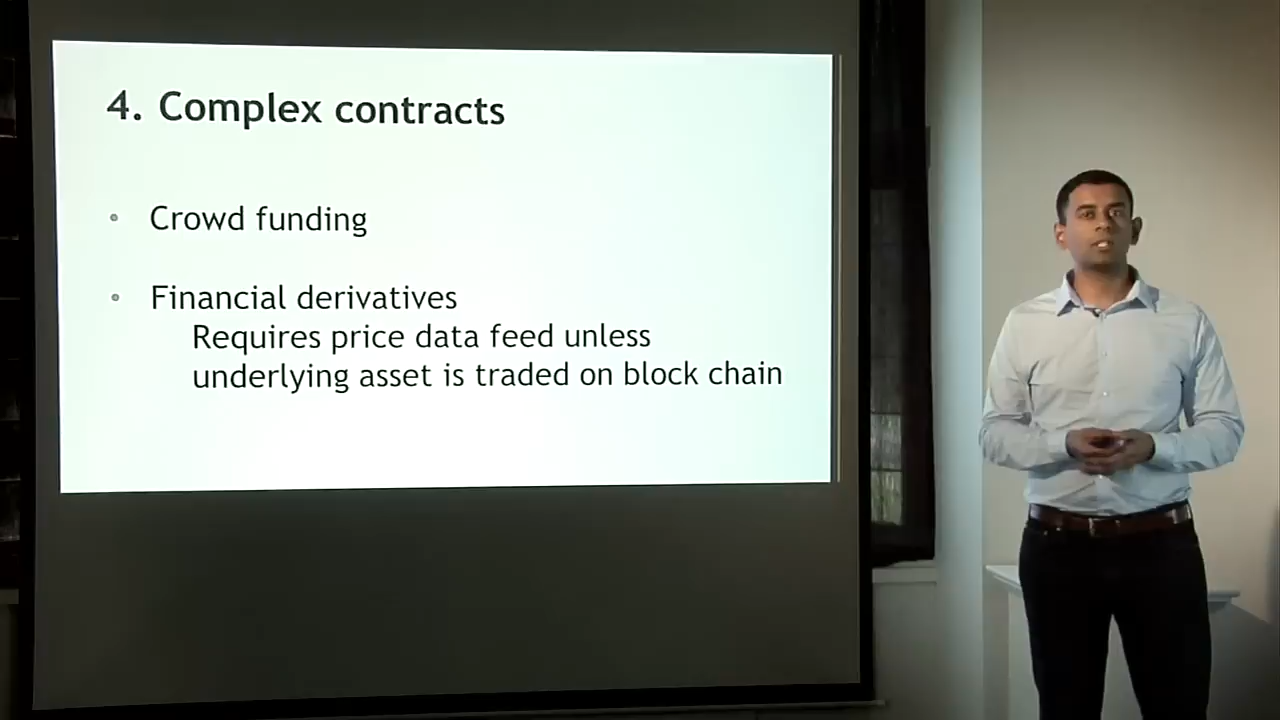 4. Complex contracts
• Crowd funding
• Financial derivatives
Requires price data feed unless
underlying asset is traded on block chain